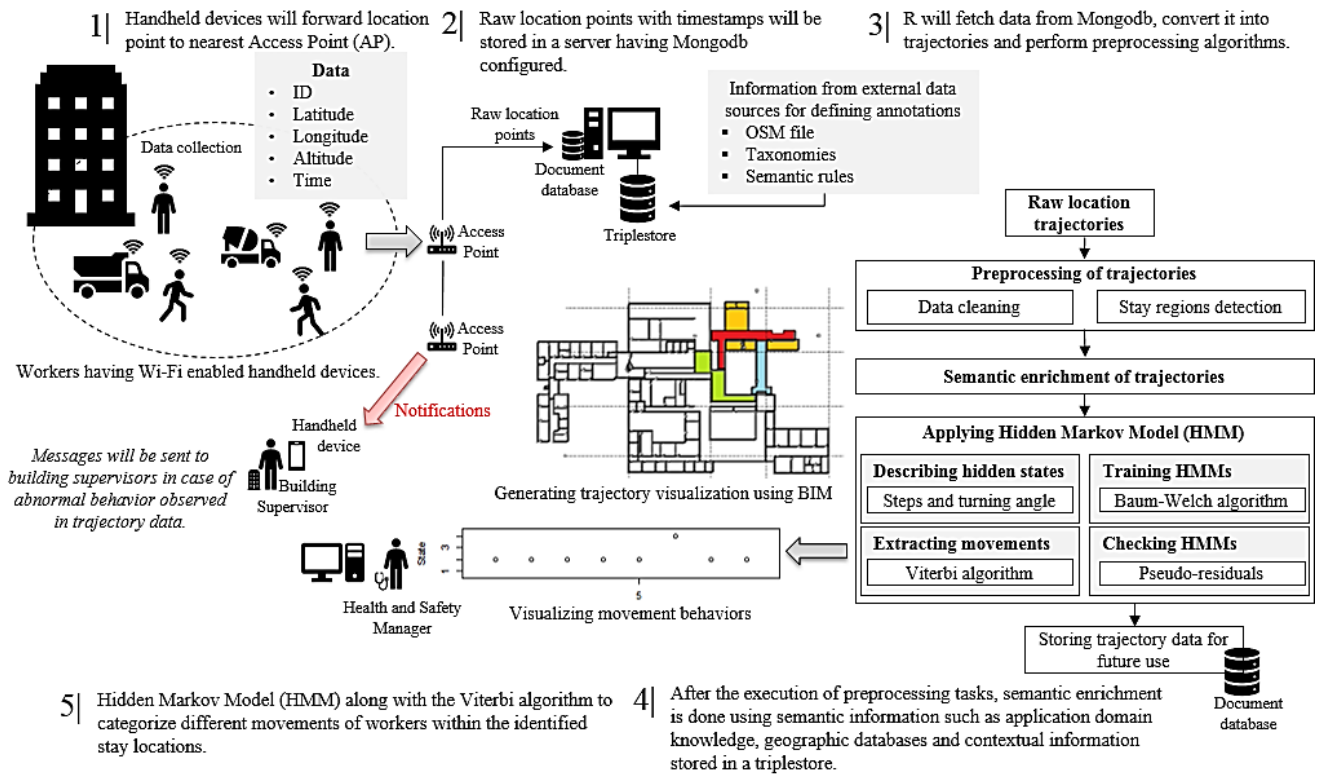 1| Handheld devices will forward location
point to nearest Access Point (AP).
2| Raw location points with timestamps will be
stored in a server having Mongodb
configured.
3| R will fetch data from Mongodb, convert it into
trajectories and perform preprocessing algorithms.
Data
• ID
• Latitude
• Longitude
• Altitude
• Time
Data collection
Workers having Wi-Fi enabled handheld devices.
Access
Point
Access
Point
Raw location
points
Document
database
Triplestore
Information from external data
sources for defining annotations
▪ OSM file
▪ Taxonomies
▪ Semantic rules
Notifications
Handheld
device
Building
Supervisor
Messages will be sent to
building supervisors in case of
abnormal behavior observed
in trajectory data.
Generating trajectory visualization using BIM
Raw location
trajectories
Preprocessing of trajectories
Data cleaning
Stay regions detection
Semantic enrichment of trajectories
Applying Hidden Markov Model (HMM)
Describing hidden states
Steps and turning angle
Training HMMs
Baum-Welch algorithm
Extracting movements
Viterbi algorithm
Checking HMMs
Pseudo-residuals
Storing trajectory data for
future use
Document
database
State
3
1
5
Visualizing movement behaviors
Health and Safety
Manager
5| Hidden Markov Model (HMM) along with the Viterbi algorithm to
categorize different movements of workers within the identified
stay locations.
4| After the execution of preprocessing tasks, semantic enrichment
is done using semantic information such as application domain
knowledge, geographic databases and contextual information
stored in a triplestore.